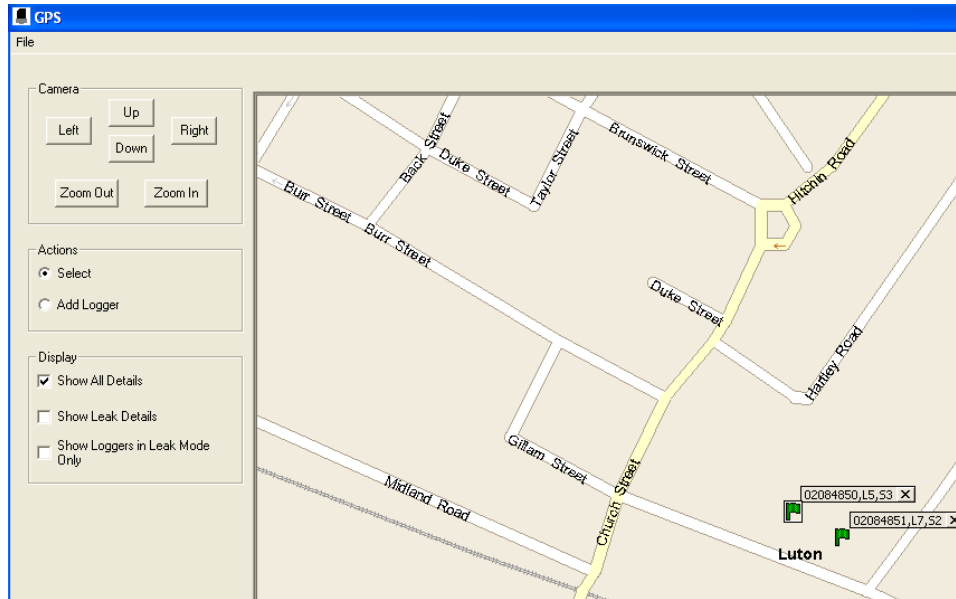 GPS
File
Camera
Up
Left
Right
Down
Zoom Out
Zoom In
Actions
Select
Add Logger
Display
Show All Details
Show Leak Details
Show Loggers in Leak Mode
Only
Back Street
Duke Street
Taylor Street
Brunswick Street
Hitchin Road
Burr Street
Burr Street
Duke Street
Hartley Road
Gillam Street
Midland Road
Church Street
02084850,L5,S3
02084851,L7,S2
Luton